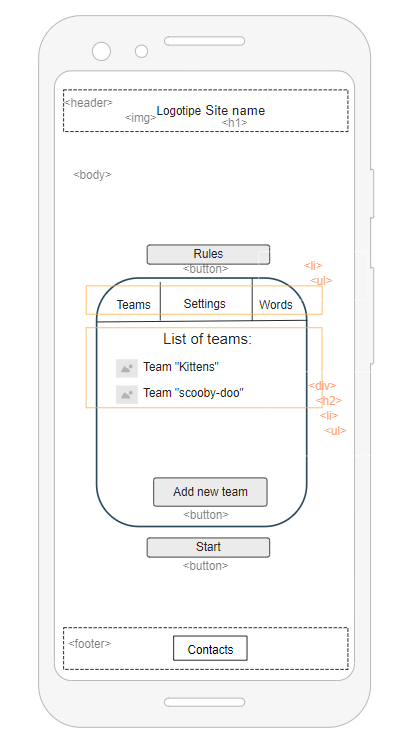 <header>
Logotipe Site name
<img>
<h1>
<body>
Rules
<button>
<li>
<ul>
Teams Settings Words
List of teams:
Team "Kittens"
Team "scooby-doo"
<div>
<h2>
<li>
<ul>
Add new team
<button>
Start
<button>
<footer>
Contacts